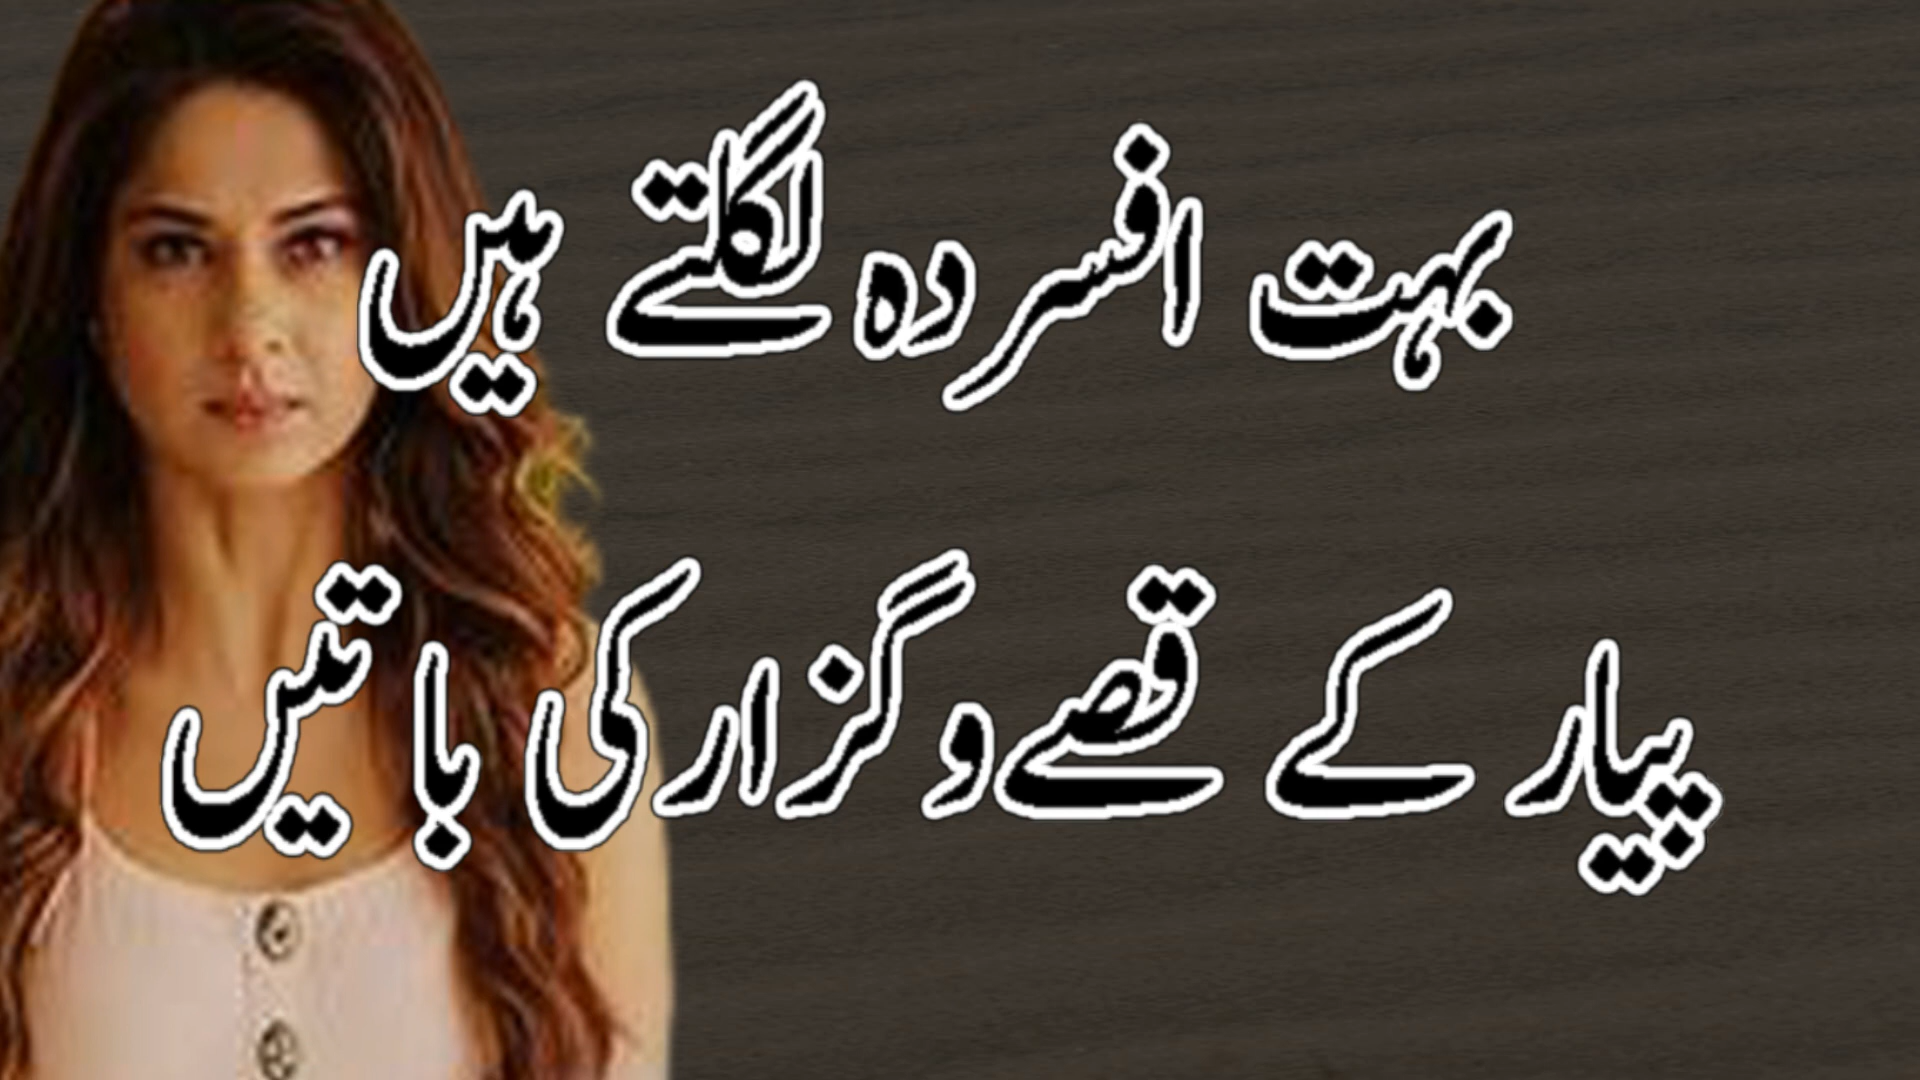 بہت افسردہ لگتے ہیں
پیار کے قصے وگزار کی باتیں